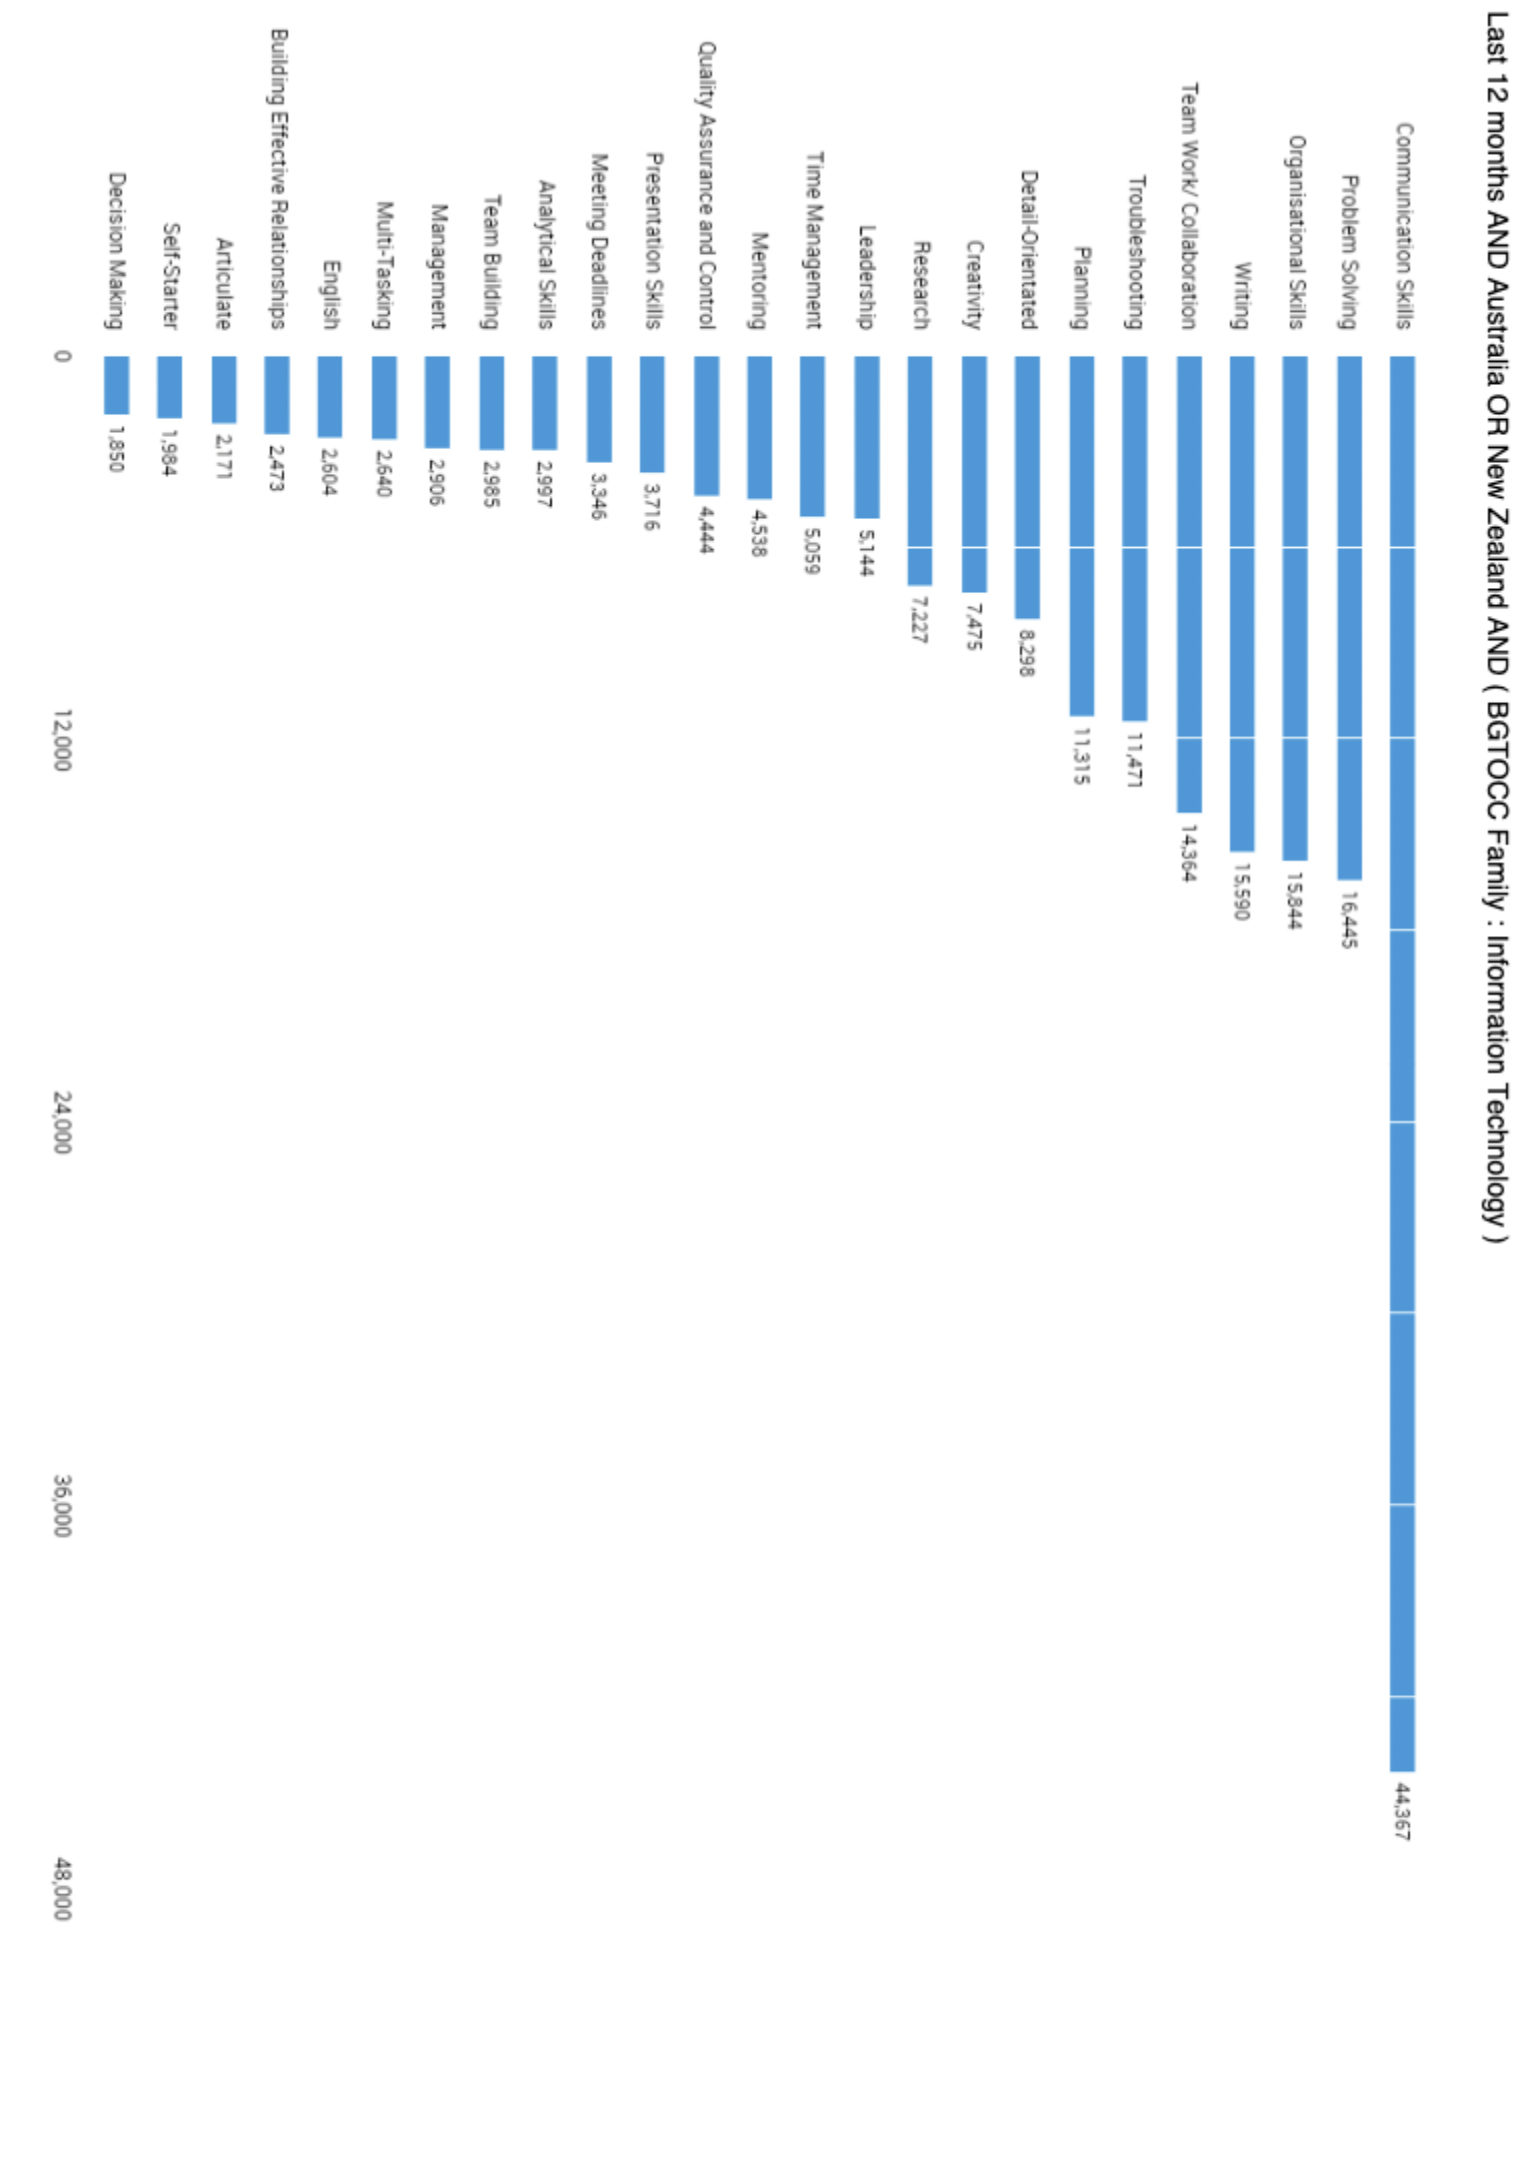 Last 12 months AND Australia OR New Zealand AND ( BGTOCC Family : Information Technology )
Communication Skills 44,367
Problem Solving 16,445
Organisational Skills 15,844
Writing 15,590
Team Work/ Collaboration 14,364
Troubleshooting 11,471
Planning 11,315
Detail-Orientated 8,298
Creativity 7,475
Research 7,227
Leadership 5,144
Time Management 5,059
Mentoring 4,538
Quality Assurance and Control 4,444
Presentation Skills 3,716
Meeting Deadlines 3,346
Analytical Skills 2,997
Team Building 2,985
Management 2,906
Multi-Tasking 2,640
English 2,604
Building Effective Relationships 2,473
Articulate 2,171
Self-Starter 1,984
Decision Making 1,850
0 12,000 24,000 36,000 48,000